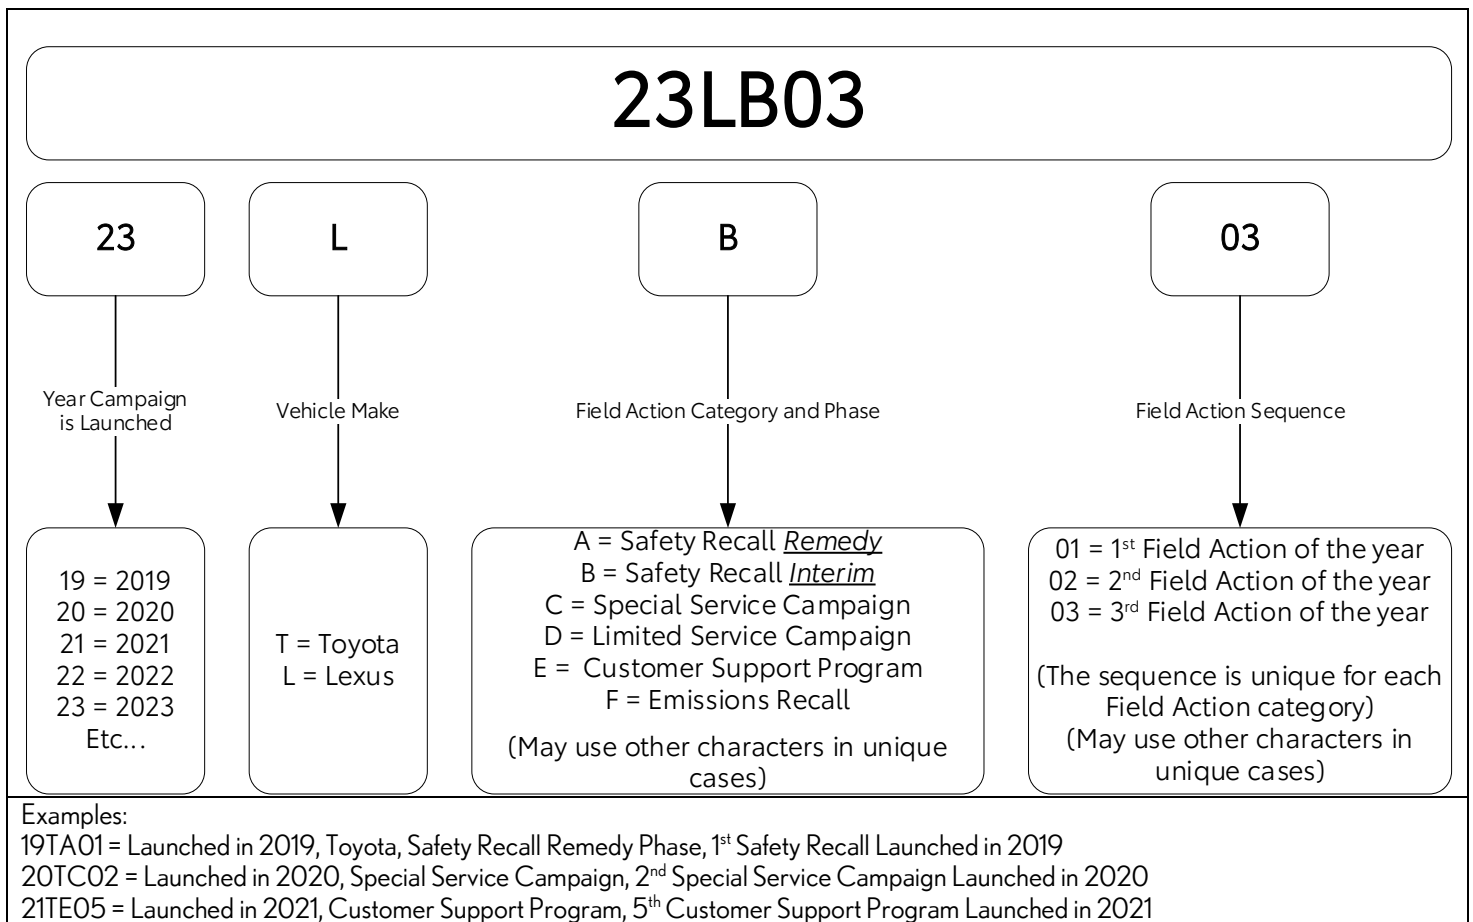 23LB03
23
L
B
03
Year Campaign
is Launched
Vehicle Make
Field Action Category and Phase
Field Action Sequence
19 = 2019
20 = 2020
21 = 2021
22 = 2022
23 = 2023
Etc...
T = Toyota
L = Lexus
A = Safety Recall Remedy
B = Safety Recall Interim
C = Special Service Campaign
D = Limited Service Campaign
E = Customer Support Program
F = Emissions Recall
(May use other characters in unique
cases)
01 = 1st Field Action of the year
02 = 2nd Field Action of the year
03 = 3rd Field Action of the year
(The sequence is unique for each
Field Action category)
(May use other characters in
unique cases)
Examples:
19TA01 = Launched in 2019, Toyota, Safety Recall Remedy Phase, 1st Safety Recall Launched in 2019
20TC02 = Launched in 2020, Special Service Campaign, 2nd Special Service Campaign Launched in 2020
21TE05 = Launched in 2021, Customer Support Program, 5th Customer Support Program Launched in 2021